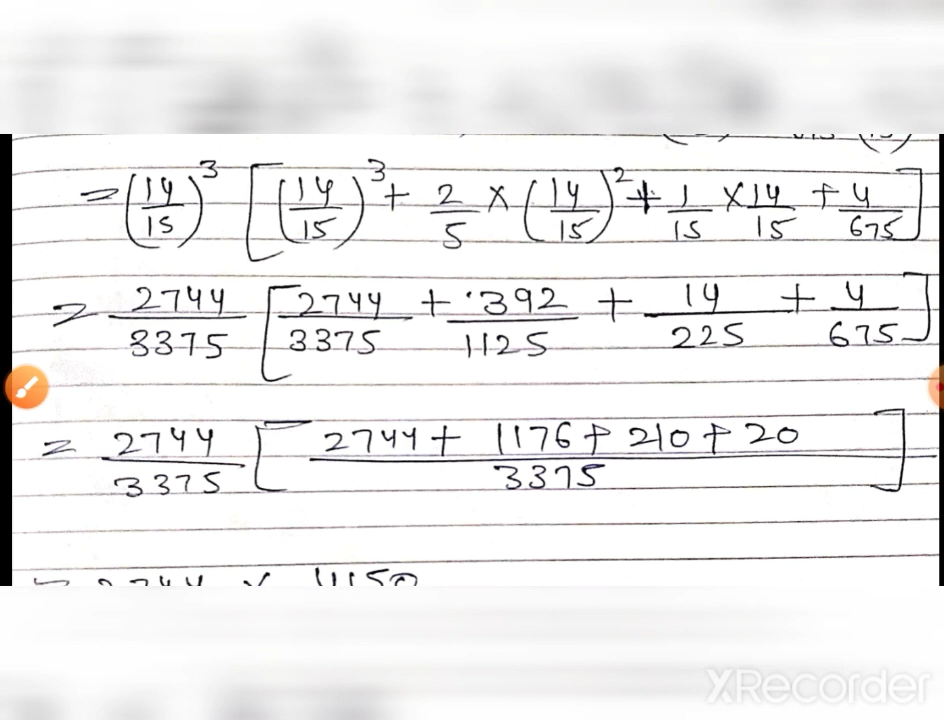 = (14/15)^3 [ (14/15)^3 + 2/5 × (14/15)^2 + 1/15 × 14/15 + 4/675 ]
= 2744/3375 [ 2744/3375 + 392/1125 + 14/225 + 4/675 ]
= 2744/3375 [ 2744 + 1176 + 210 + 20 / 3375 ]
= 2744 × 
XRecorder